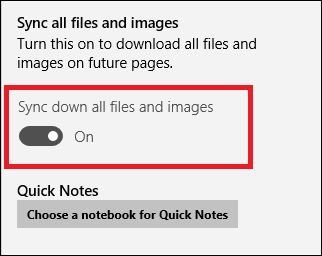 Sync all files and images
Turn this on to download all files and
images on future pages.
Sync down all files and images
On
Quick Notes
Choose a notebook for Quick Notes